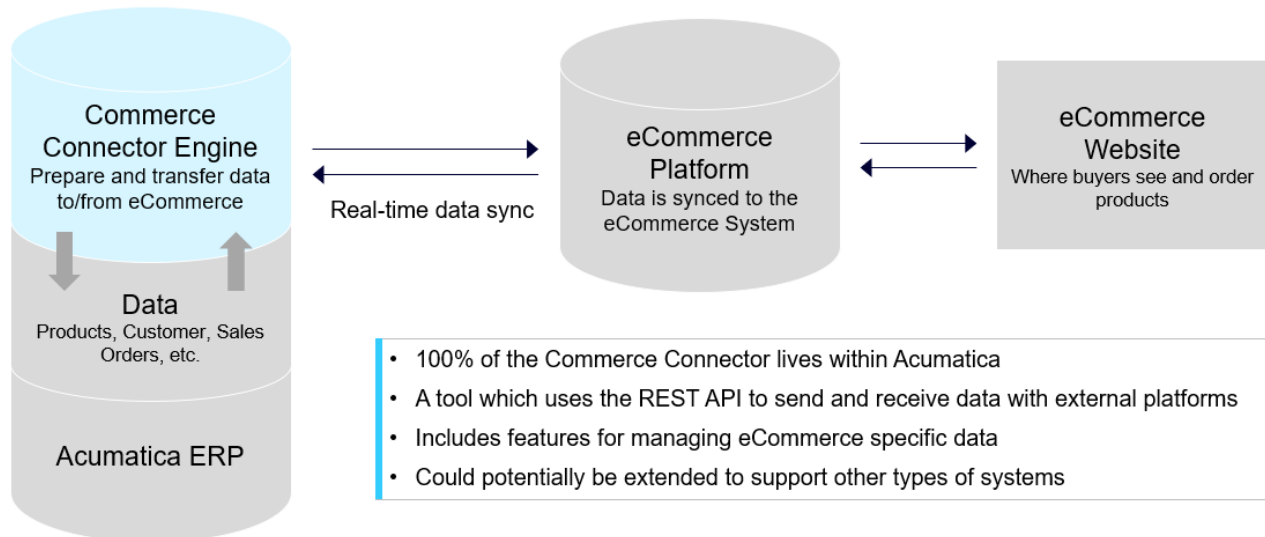 Commerce
Connector Engine
Prepare and transfer data
to/from eCommerce
Data
Products, Customer, Sales
Orders, etc.
Acumatica ERP
Real-time data sync
eCommerce
Platform
Data is synced to the
eCommerce System
eCommerce
Website
Where buyers see and order
products
• 100% of the Commerce Connector lives within Acumatica
• A tool which uses the REST API to send and receive data with external platforms
• Includes features for managing eCommerce specific data
• Could potentially be extended to support other types of systems